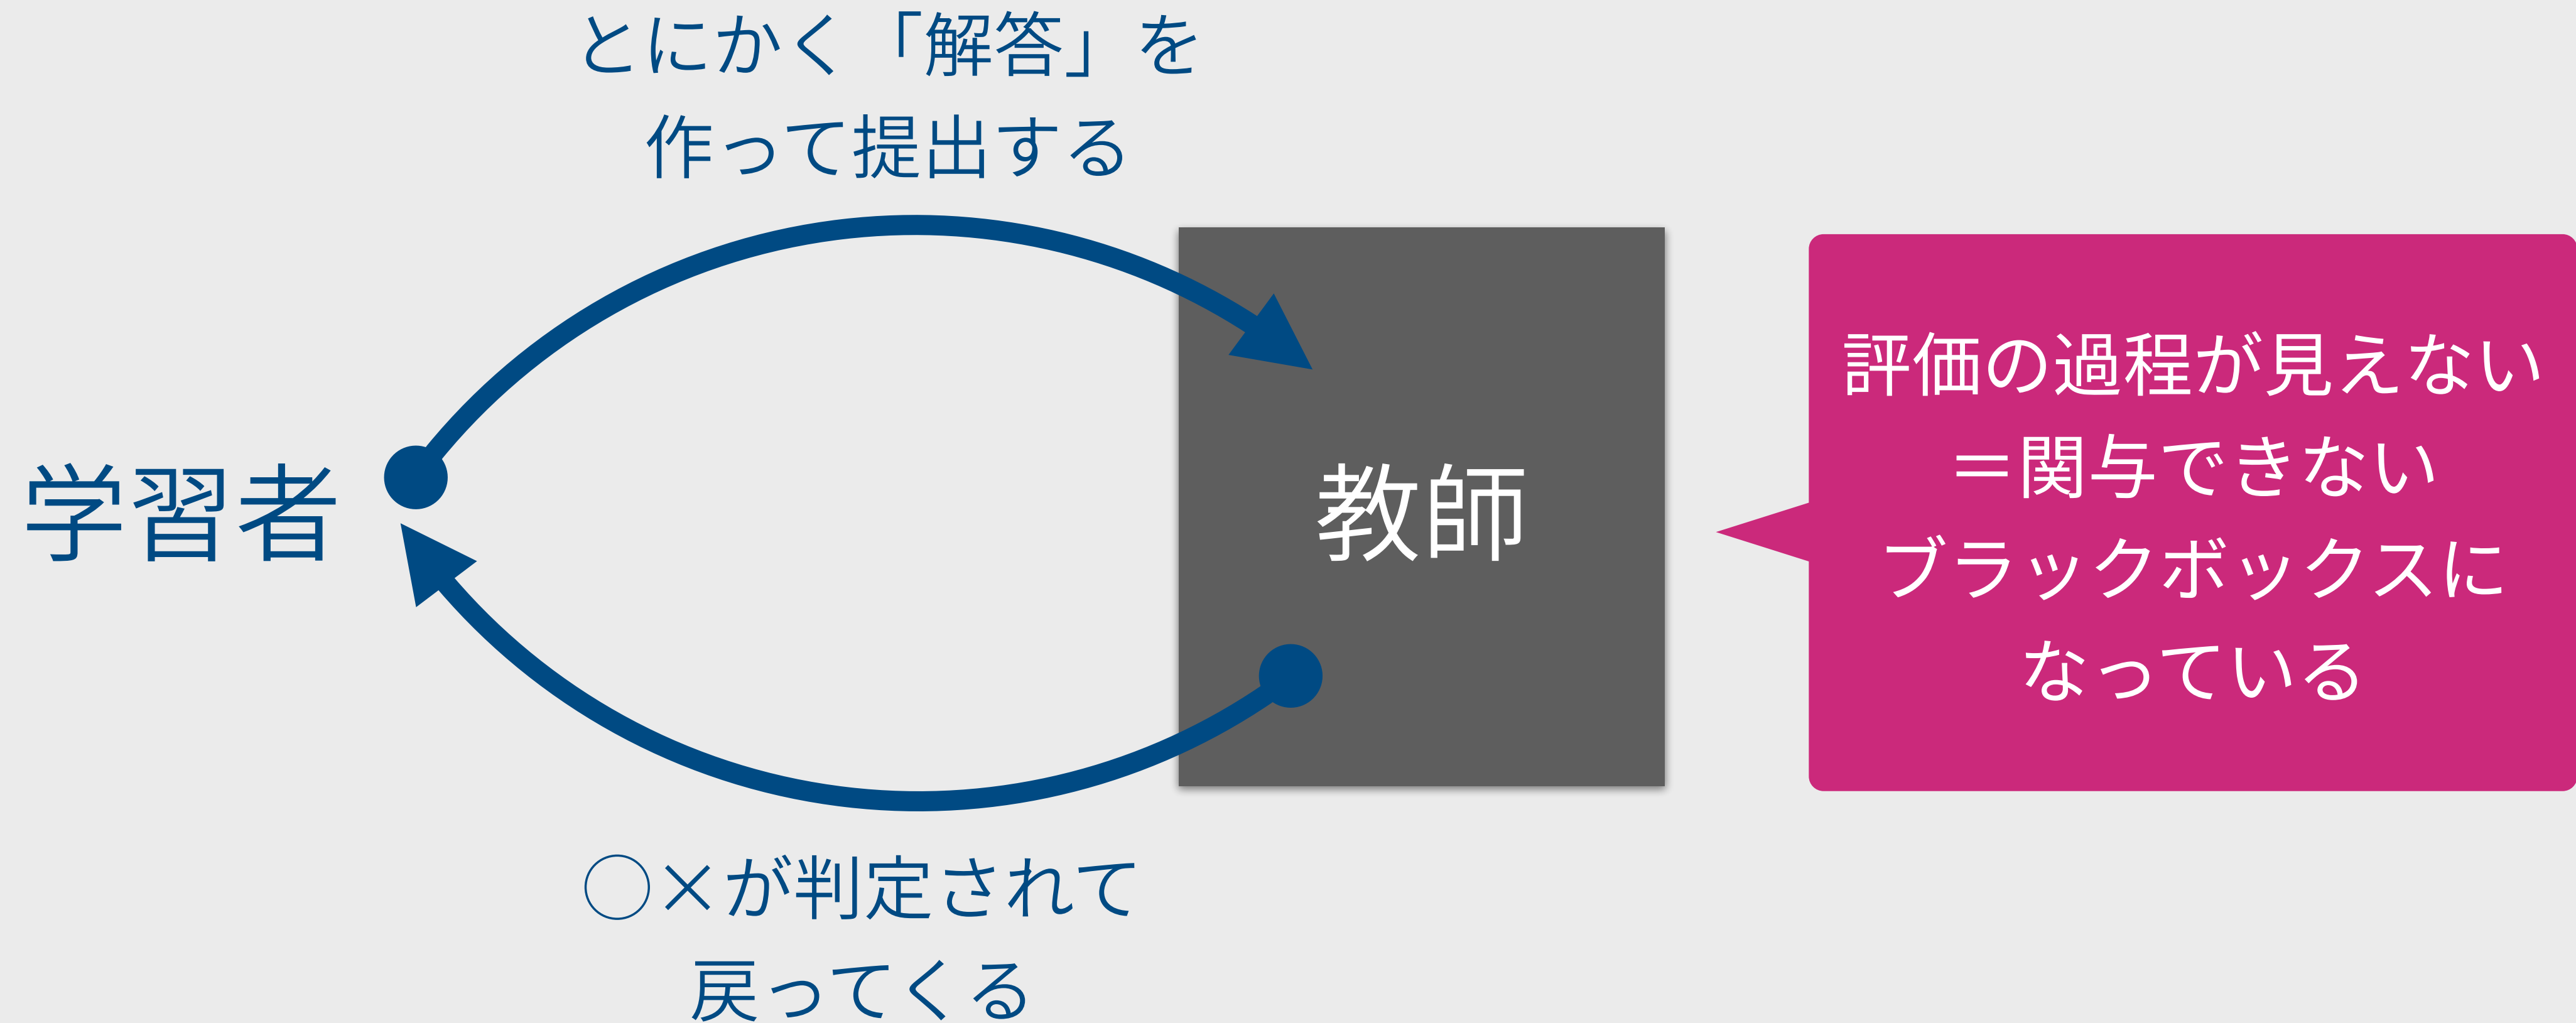 とにかく「解答」を
作って提出する
学習者
教師
評価の過程が見えない
＝関与できない
ブラックボックスに
なっている
◯×が判定されて
戻ってくる